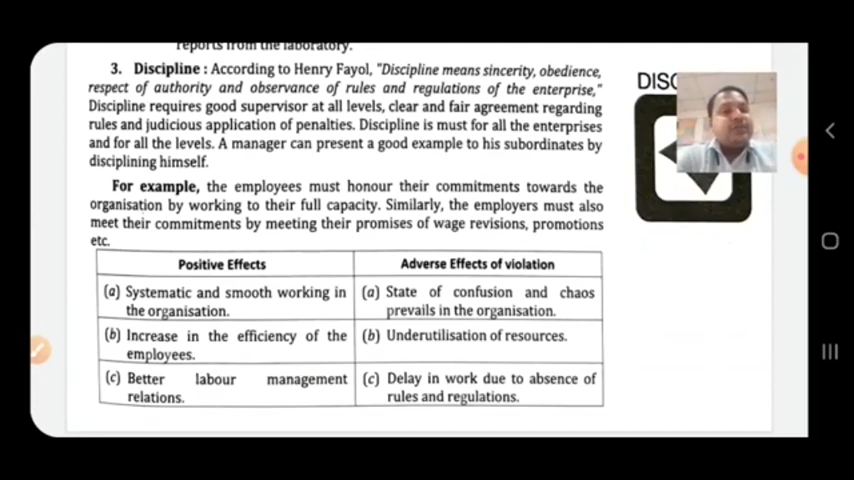 reports from the laboratory.
3. Discipline : According to Henry Fayol, "Discipline means sincerity, obedience,
respect of authority and observance of rules and regulations of the enterprise,"
Discipline requires good supervisor at all levels, clear and fair agreement regarding
rules and judicious application of penalties. Discipline is must for all the enterprises
and for all the levels. A manager can present a good example to his subordinates by
disciplining himself.
For example, the employees must honour their commitments towards the
organisation by working to their full capacity. Similarly, the employers must also
meet their commitments by meeting their promises of wage revisions, promotions
etc.
Positive Effects
Adverse Effects of violation
(a) Systematic and smooth working in
the organisation.
(a) State of confusion and chaos
prevails in the organisation.
(b) Increase in the efficiency of the
employees.
(b) Underutilisation of resources.
(c) Better labour management
relations.
(c) Delay in work due to absence of
rules and regulations.